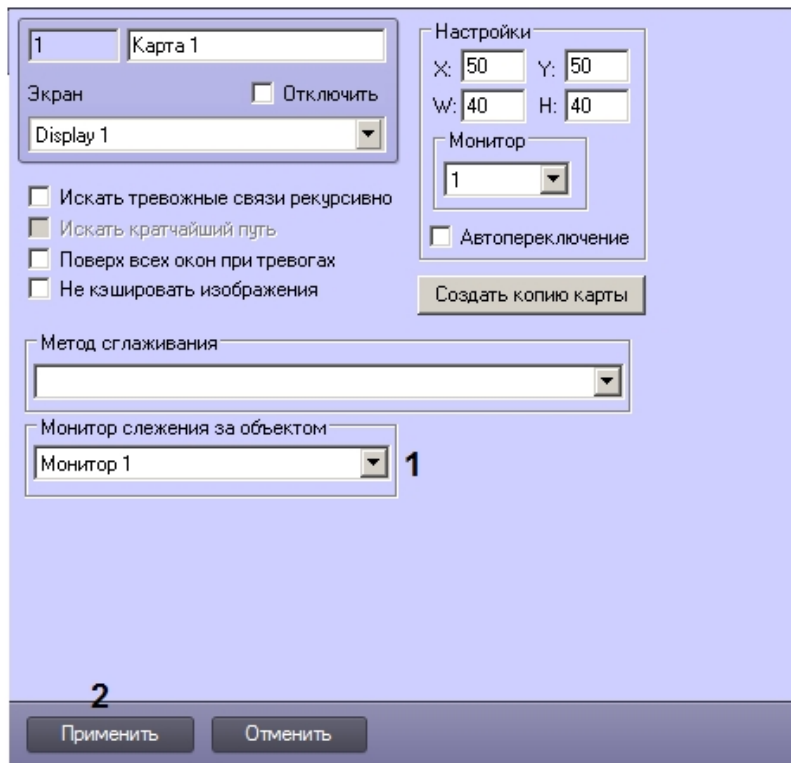 1 Карта 1
Экран Отключить
Display 1
Настройки
X: 50 Y: 50
W: 40 H: 40
Монитор
1
Автопереключение
Искать тревожные связи рекурсивно
Искать кратчайший путь
Поверх всех окон при тревогах
Не кэшировать изображения
Создать копию карты
Метод сглаживания
Монитор слежения за объектом
Монитор 1
1
2
Применить Отменить